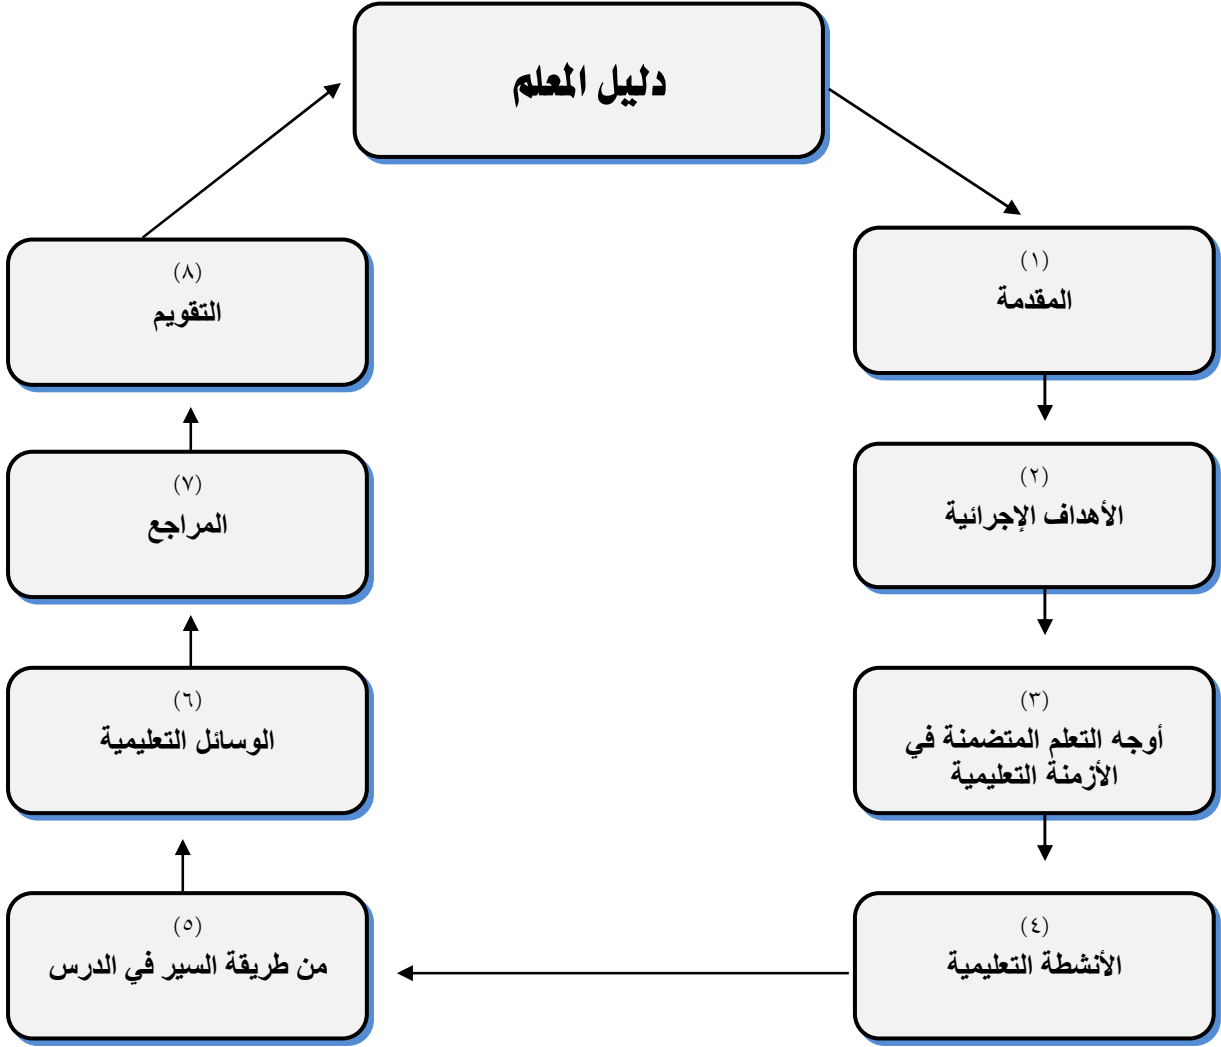 دليل المعلم
(١)
المقدمة
(٢)
الأهداف الإجرائية
(٣)
أوجه التعلم المتضمنة في
الأزمنة التعليمية
(٤)
الأنشطة التعليمية
(٥)
من طريقة السير في الدرس
(٦)
الوسائل التعليمية
(٧)
المراجع
(٨)
التقويم